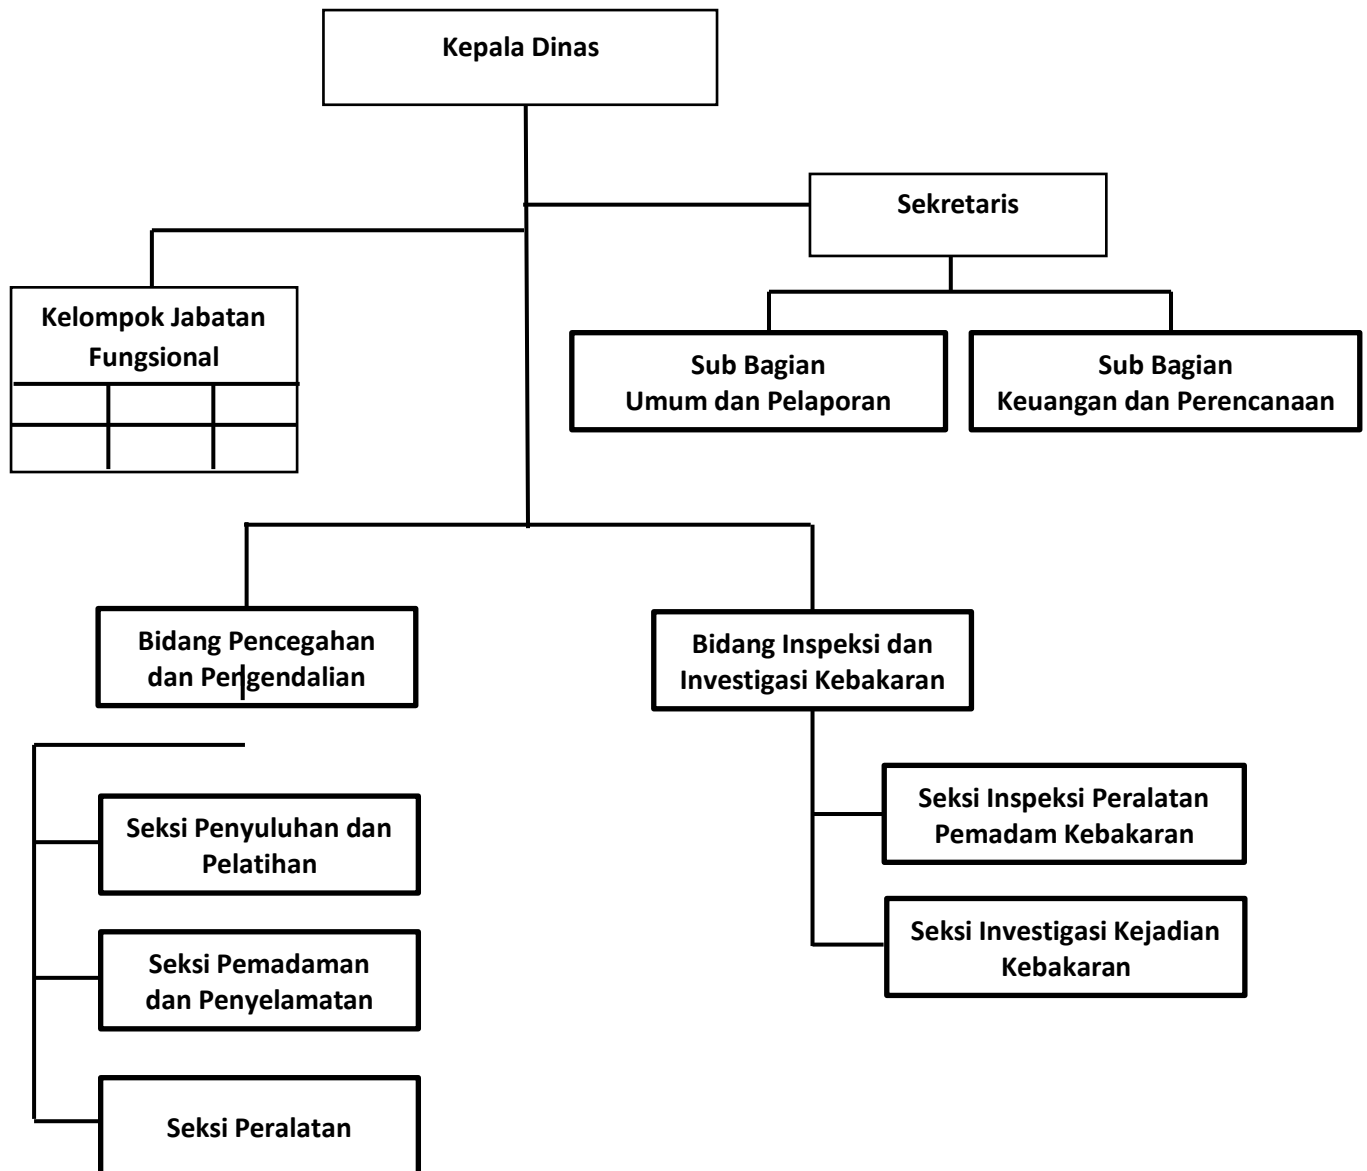 Kepala Dinas
Sekretaris
Kelompok Jabatan
Fungsional
Sub Bagian
Umum dan Pelaporan
Sub Bagian
Keuangan dan Perencanaan
Bidang Pencegahan
dan Pengendalian
Bidang Inspeksi dan
Investigasi Kebakaran
Seksi Penyuluhan dan
Pelatihan
Seksi Pemadaman
dan Penyelamatan
Seksi Peralatan
Seksi Inspeksi Peralatan
Pemadam Kebakaran
Seksi Investigasi Kejadian
Kebakaran